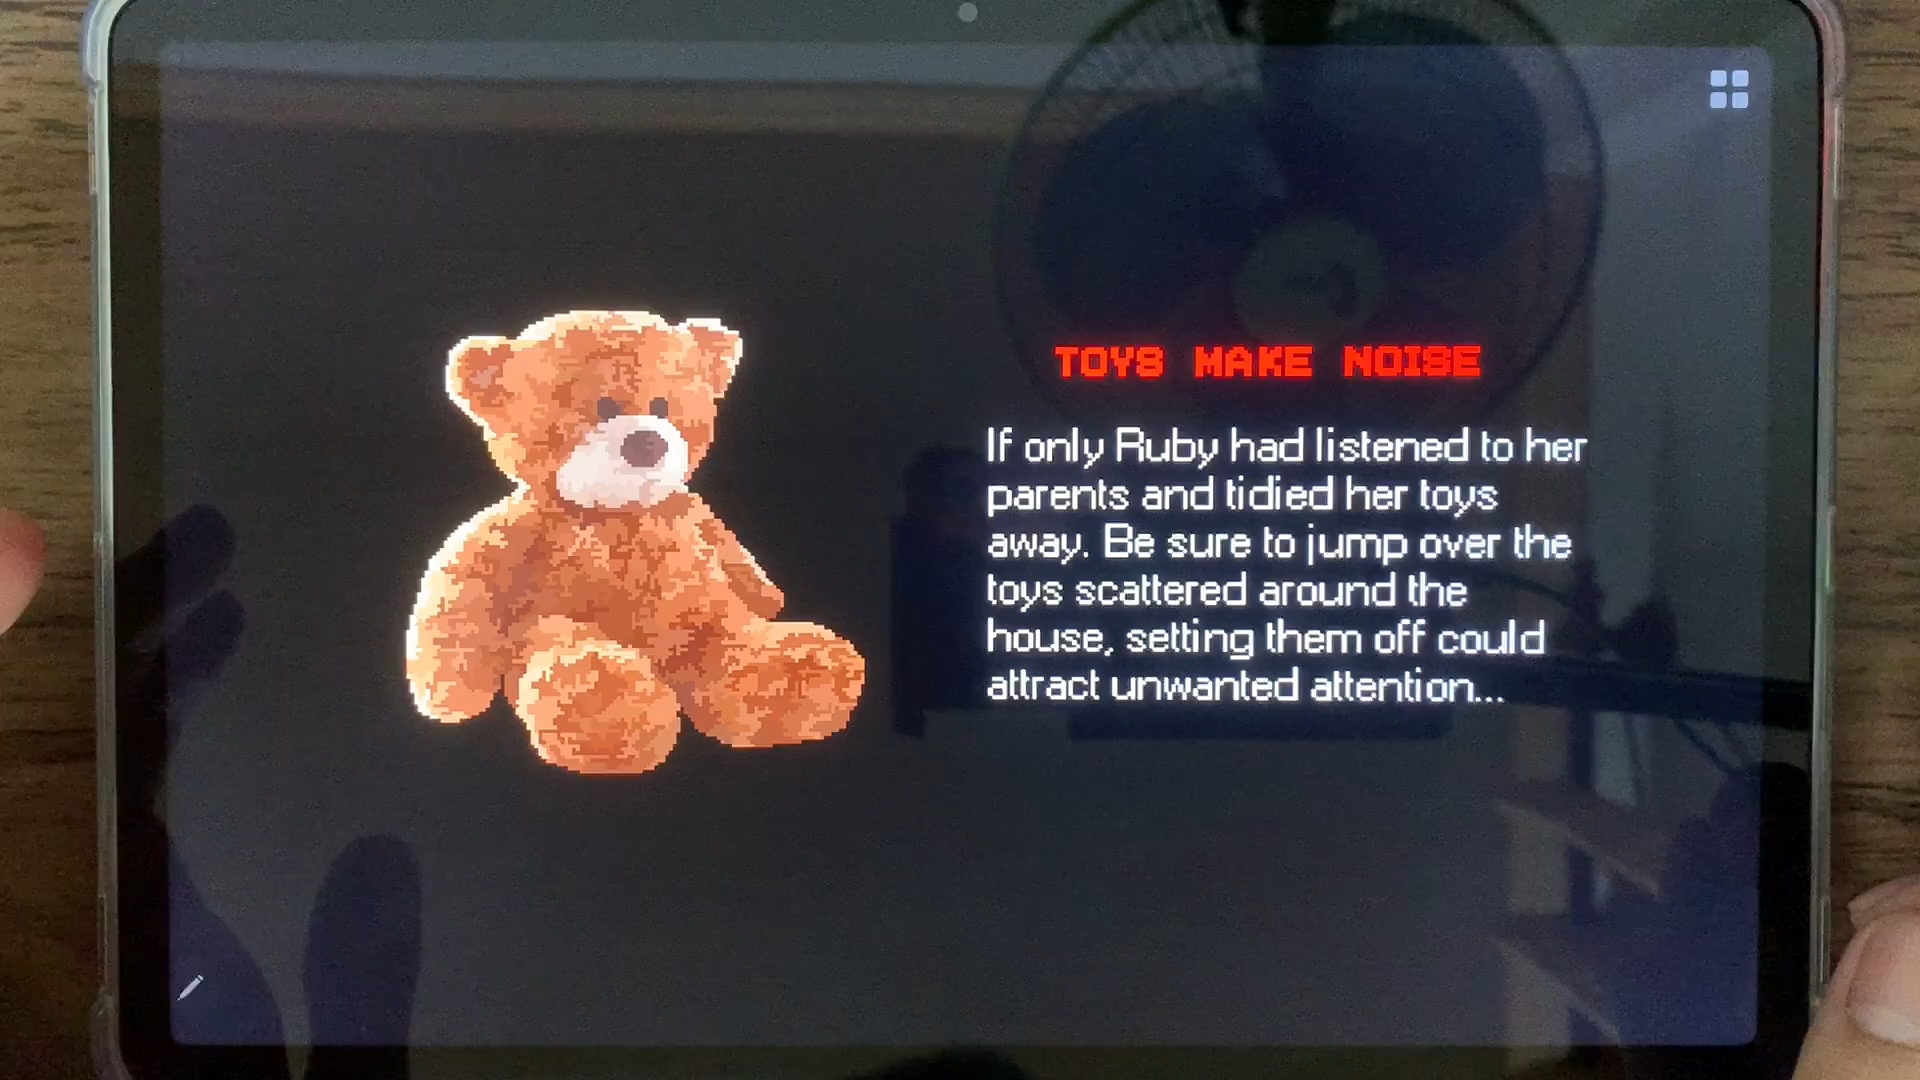 TOYS MAKE NOISE
If only Ruby had listened to her
parents and tidied her toys
away. Be sure to jump over the
toys scattered around the
house, setting them off could
attract unwanted attention...